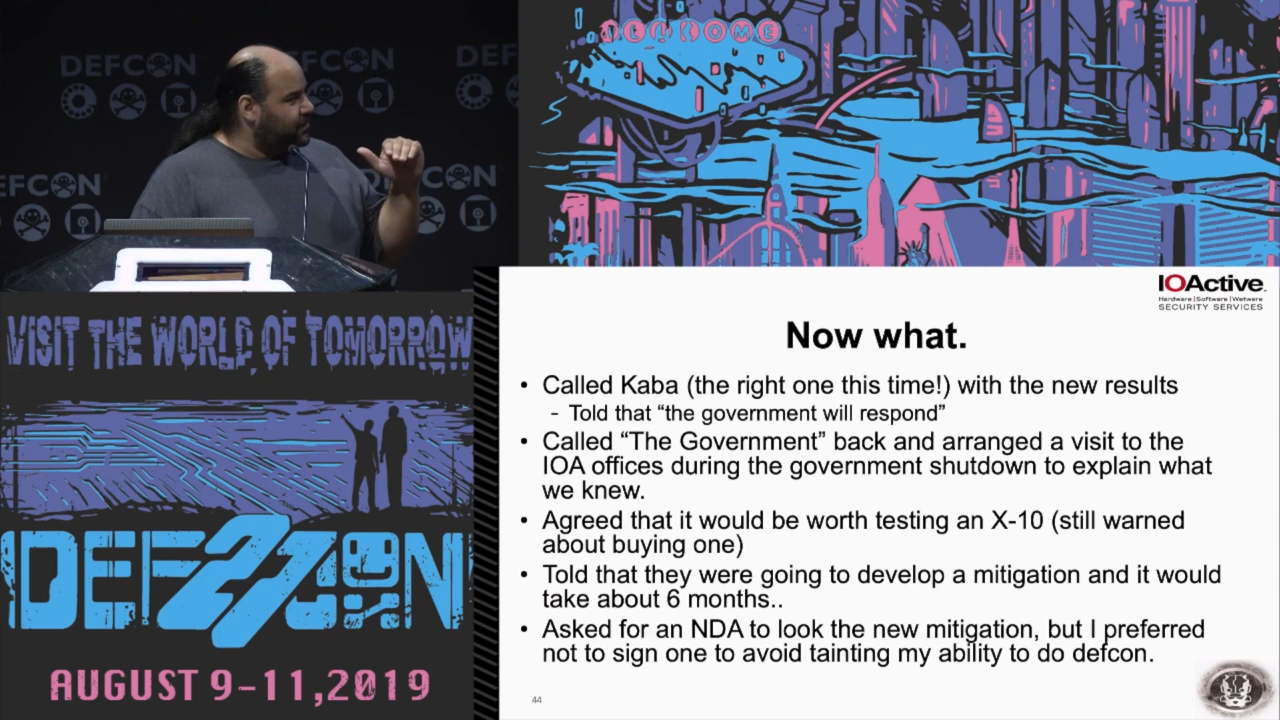 WELCOME
DEFCON
DEFCON
DEF
EFCON
CON
IOActive
Hardware | Software | Wetware
SECURITY SERVICES
VISIT THE WORLD OF TOMORROW
DEFCON
27
AUGUST 9-11,2019
Now what.
• Called Kaba (the right one this time!) with the new results
- Told that “the government will respond”
• Called “The Government” back and arranged a visit to the
IOA offices during the government shutdown to explain what
we knew.
• Agreed that it would be worth testing an X-10 (still warned
about buying one)
• Told that they were going to develop a mitigation and it would
take about 6 months..
• Asked for an NDA to look the new mitigation, but I preferred
not to sign one to avoid tainting my ability to do defcon.
44